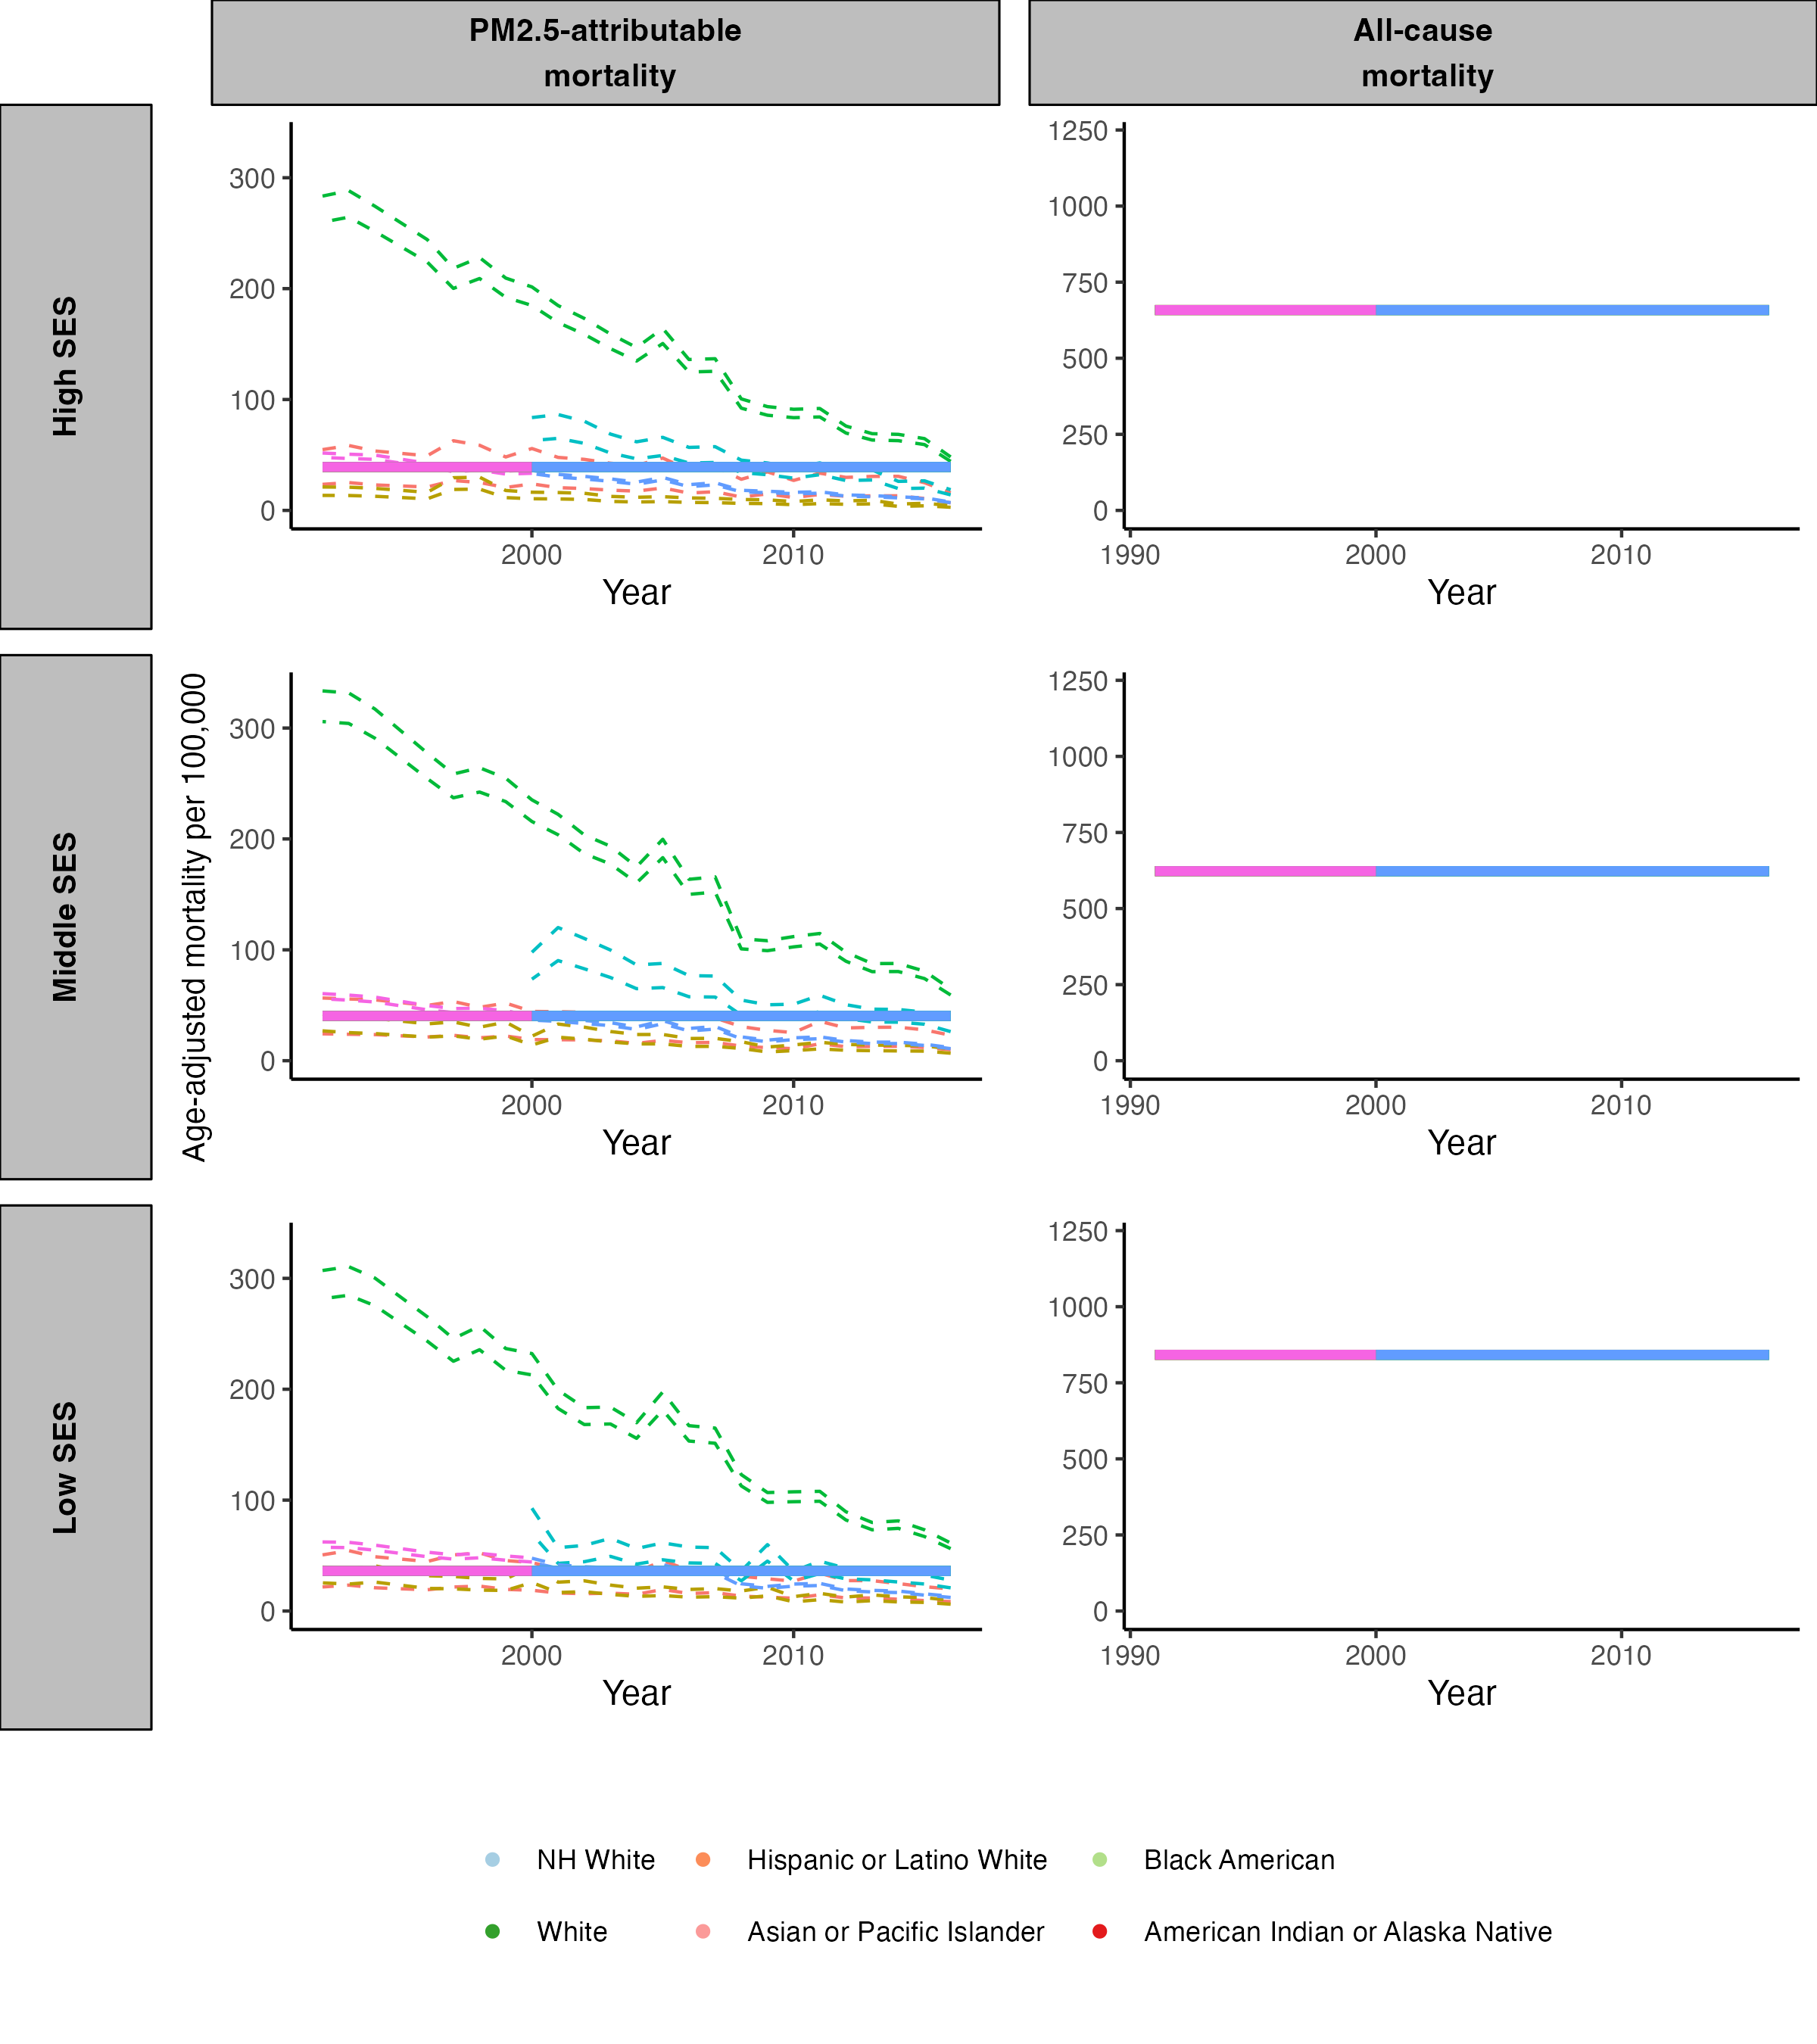 PM2.5-attributable
mortality
All-cause
mortality
High SES
300
200
100
0
2000
2010
Year
1250
1000
750
500
250
0
1990
2000
2010
Year
Middle SES
Age-adjusted mortality per 100,000
300
200
100
0
2000
2010
Year
1250
1000
750
500
250
0
1990
2000
2010
Year
Low SES
300
200
100
0
2000
2010
Year
1250
1000
750
500
250
0
1990
2000
2010
Year
NH White
Hispanic or Latino White
Black American
White
Asian or Pacific Islander
American Indian or Alaska Native